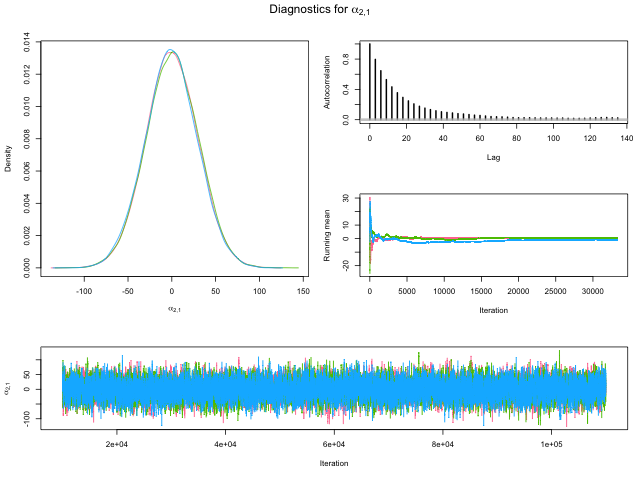 Diagnostics for α2,1
Density
0.000 0.002 0.004 0.006 0.008 0.010 0.012 0.014
-100 -50 0 50 100 150
α2,1
Autocorrelation
0.0 0.4 0.8
0 20 40 60 80 100 120 140
Lag
Running mean
-20 0 10 30
0 5000 10000 15000 20000 25000 30000
Iteration
α2,1
-100 0 50
2e+04 4e+04 6e+04 8e+04 1e+05
Iteration